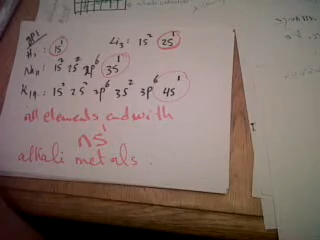 gp1
H1: 1s¹ Li3: 1s² 2s¹
Na11: 1s² 2s² 2p⁶ 3s¹
K19: 1s² 2s² 2p⁶ 3s² 3p⁶ 4s¹
all elements end with
ns¹
alkali metals.